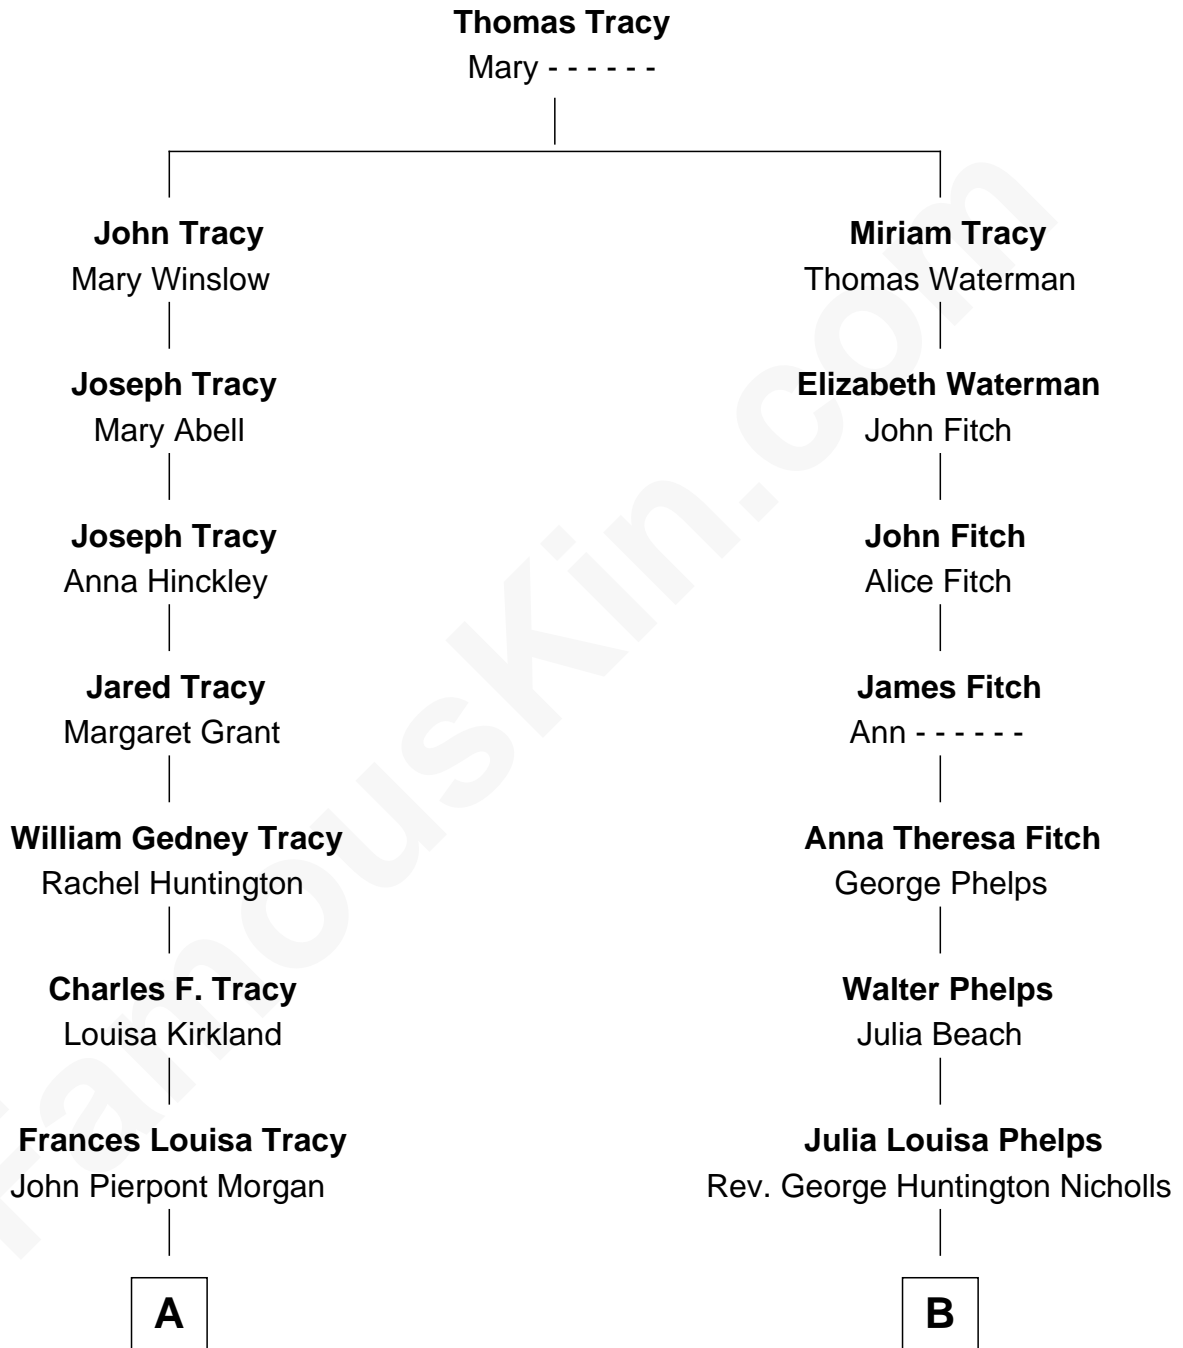 Thomas Tracy
Mary - - - - - -
John Tracy
Mary Winslow
Joseph Tracy
Mary Abell
Joseph Tracy
Anna Hinckley
Jared Tracy
Margaret Grant
William Gedney Tracy
Rachel Huntington
Charles F. Tracy
Louisa Kirkland
Frances Louisa Tracy
John Pierpont Morgan
A
Miriam Tracy
Thomas Waterman
Elizabeth Waterman
John Fitch
John Fitch
Alice Fitch
James Fitch
Ann - - - - - -
Anna Theresa Fitch
George Phelps
Walter Phelps
Julia Beach
Julia Louisa Phelps
Rev. George Huntington Nicholls
B
FamousKin.com